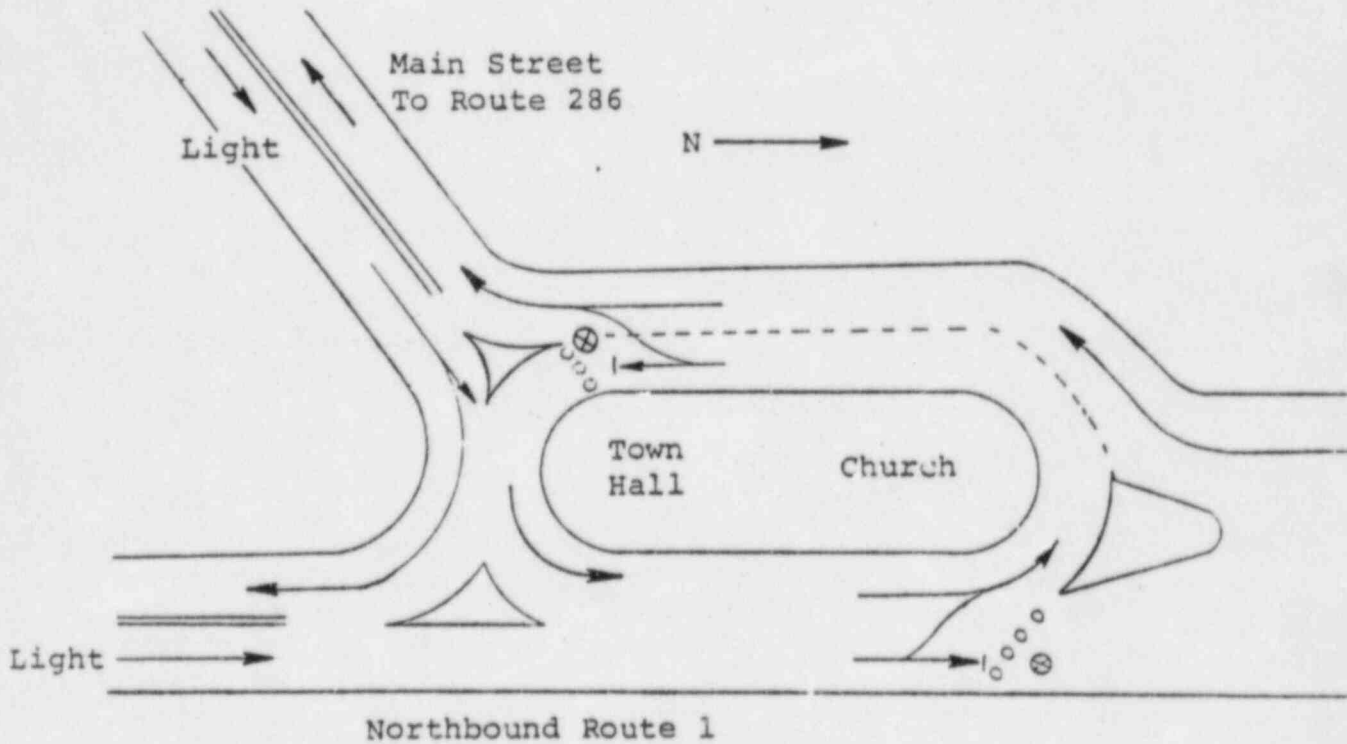 Main Street
To Route 286
N
Light
Town
Hall
Church
Light
Northbound Route 1